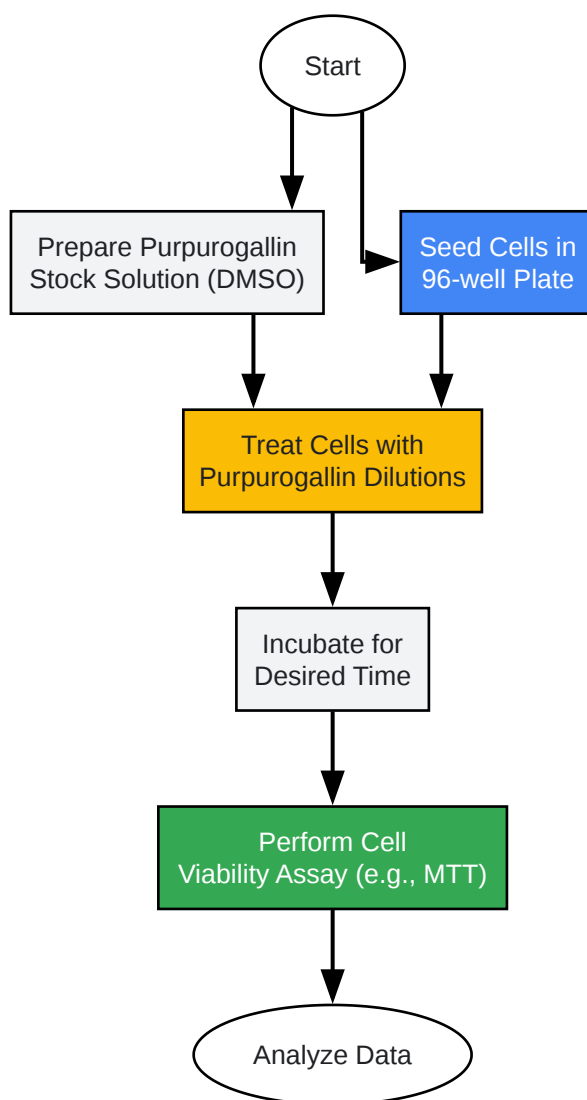 Start
Prepare Purpurogallin
Stock Solution (DMSO)
Seed Cells in
96-well Plate
Treat Cells with
Purpurogallin Dilutions
Incubate for
Desired Time
Perform Cell
Viability Assay (e.g., MTT)
Analyze Data